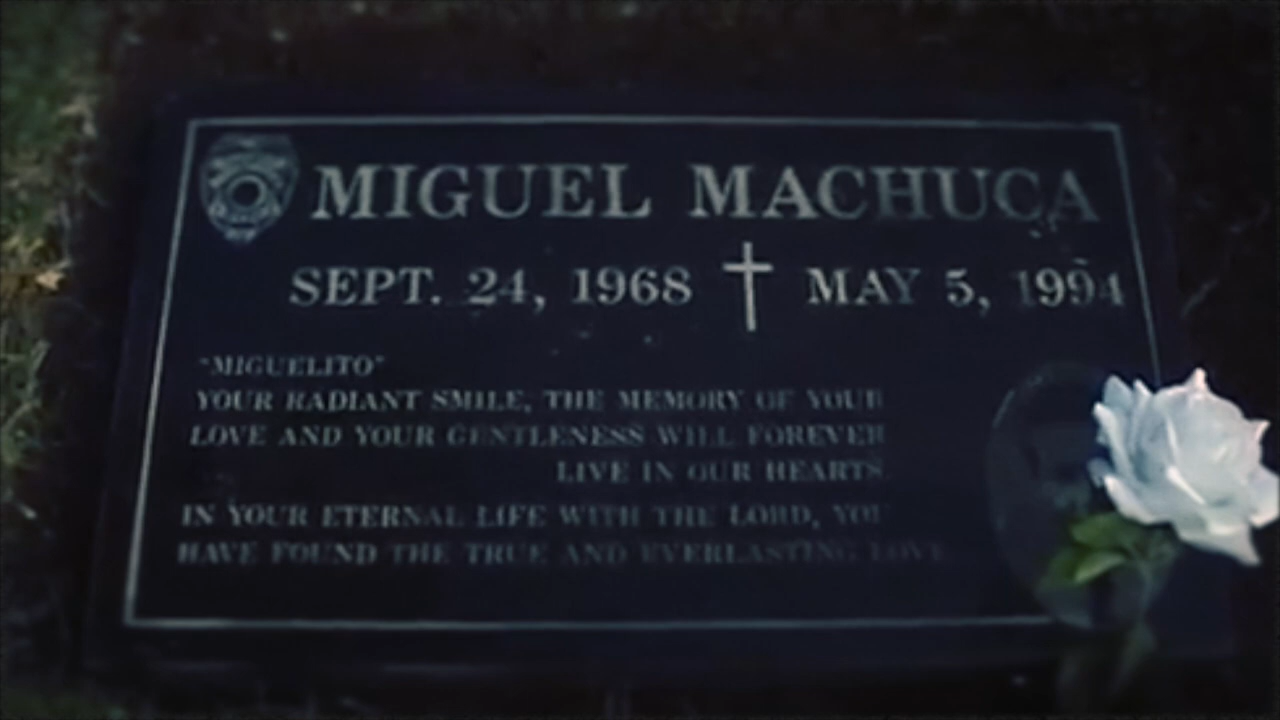 MIGUEL MACHUCA
SEPT. 24, 1968 MAY 5, 1994
"MIGUELITO"
YOUR RADIANT SMILE, THE MEMORY OF YOUR
LOVE AND YOUR GENTLENESS WILL FOREVER
LIVE IN OUR HEARTS.
IN YOUR ETERNAL LIFE WITH THE LORD, YOU
HAVE FOUND THE TRUE AND EVERLASTING LOVE